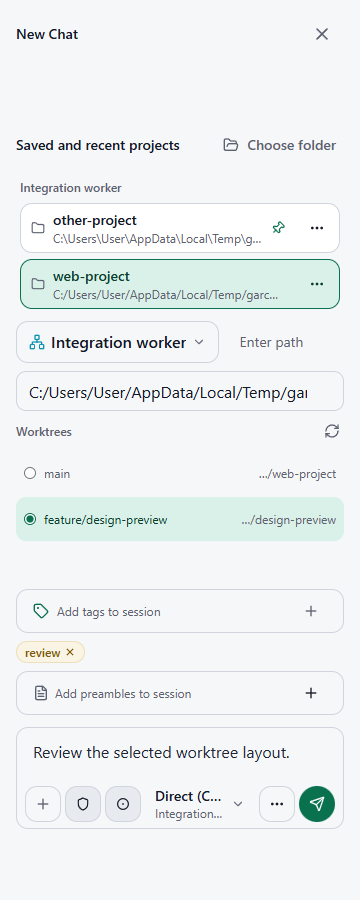 New Chat
Saved and recent projects
Choose folder
Integration worker
other-project
C:\Users\User\AppData\Local\Temp\g...
web-project
C:/Users/User/AppData/Local/Temp/garc...
Integration worker
Enter path
C:/Users/User/AppData/Local/Temp/gar
Worktrees
main
.../web-project
feature/design-preview
.../design-preview
Add tags to session
review
Add preambles to session
Review the selected worktree layout.
Direct (C...
Integration...